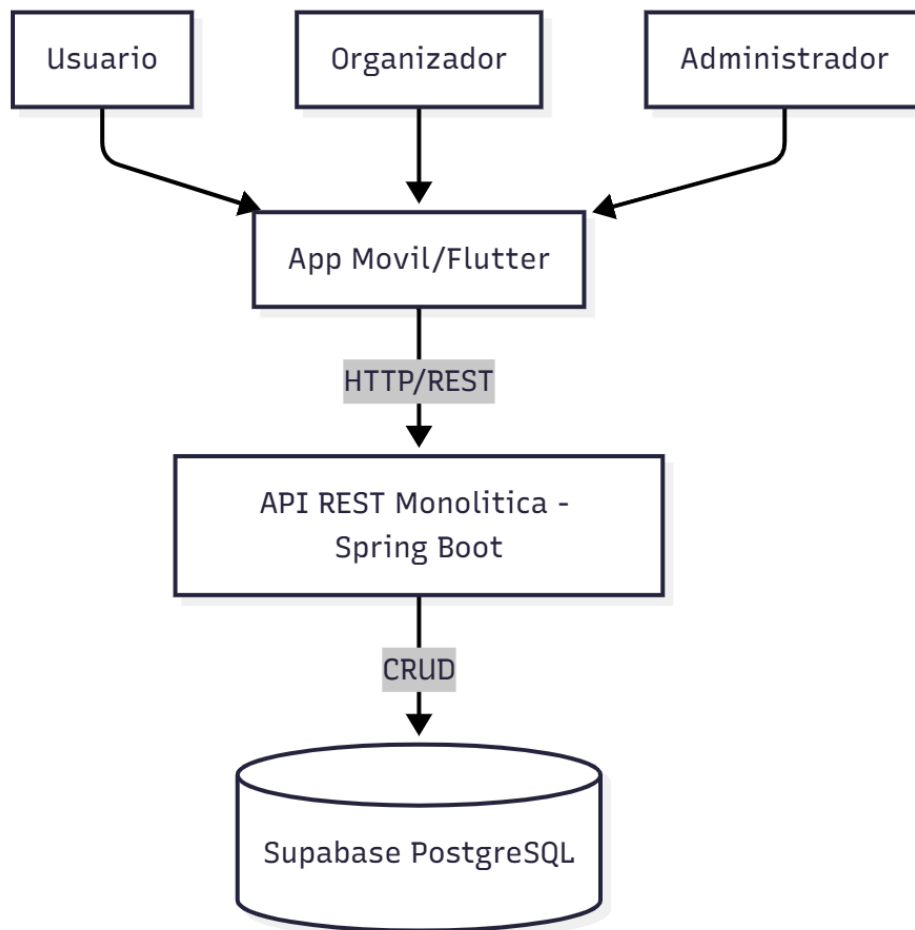 Usuario
Organizador
Administrador
App Movil/Flutter
HTTP/REST
API REST Monolitica -
Spring Boot
CRUD
Supabase PostgreSQL